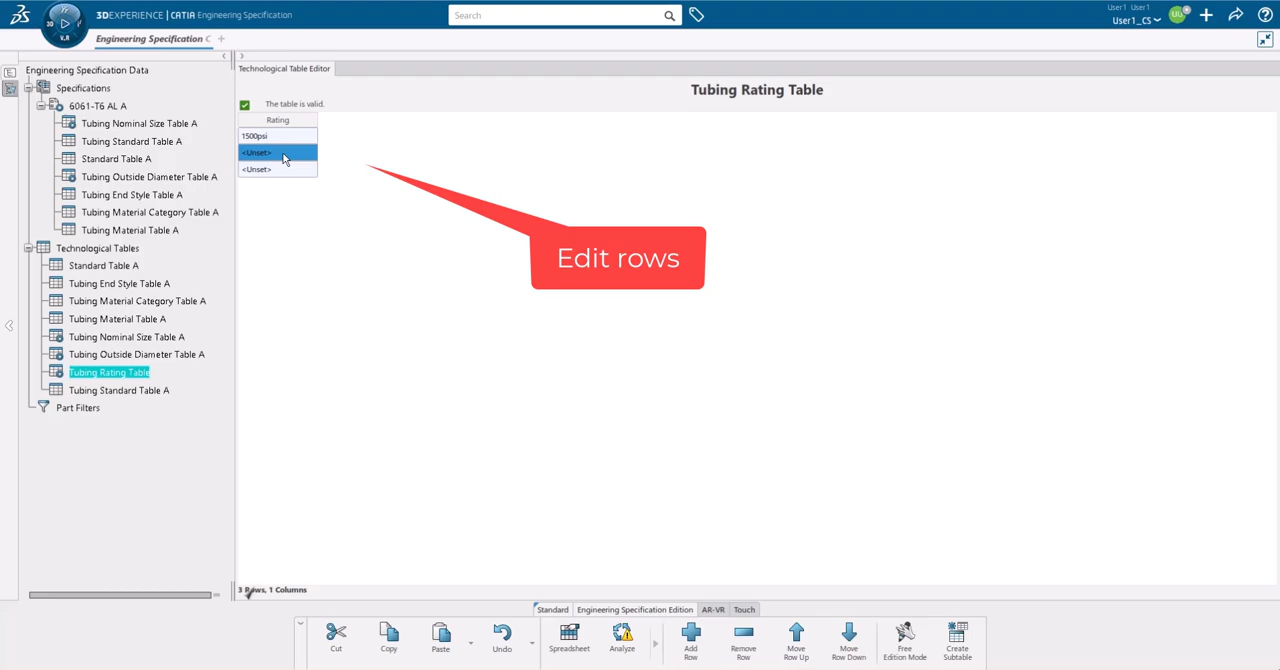 3DEXPERIENCE | CATIA Engineering Specification
Search
User1 User1
User1_CS
UU
V.R
Engineering Specification C
Engineering Specification Data
Specifications
6061-T6 AL A
Tubing Nominal Size Table A
Tubing Standard Table A
Standard Table A
Tubing Outside Diameter Table A
Tubing End Style Table A
Tubing Material Category Table A
Tubing Material Table A
Technological Tables
Standard Table A
Tubing End Style Table A
Tubing Material Category Table A
Tubing Material Table A
Tubing Nominal Size Table A
Tubing Outside Diameter Table A
Tubing Rating Table
Tubing Standard Table A
Part Filters
Technological Table Editor
Tubing Rating Table
The table is valid.
Rating
1500psi
<Unset>
<Unset>
Edit rows
3 Rows, 1 Columns
Standard
Engineering Specification Edition
AR-VR
Touch
Cut
Copy
Paste
Undo
Spreadsheet
Analyze
Add
Row
Remove
Row
Move
Row Up
Move
Row Down
Free
Edition Mode
Create
Subtable